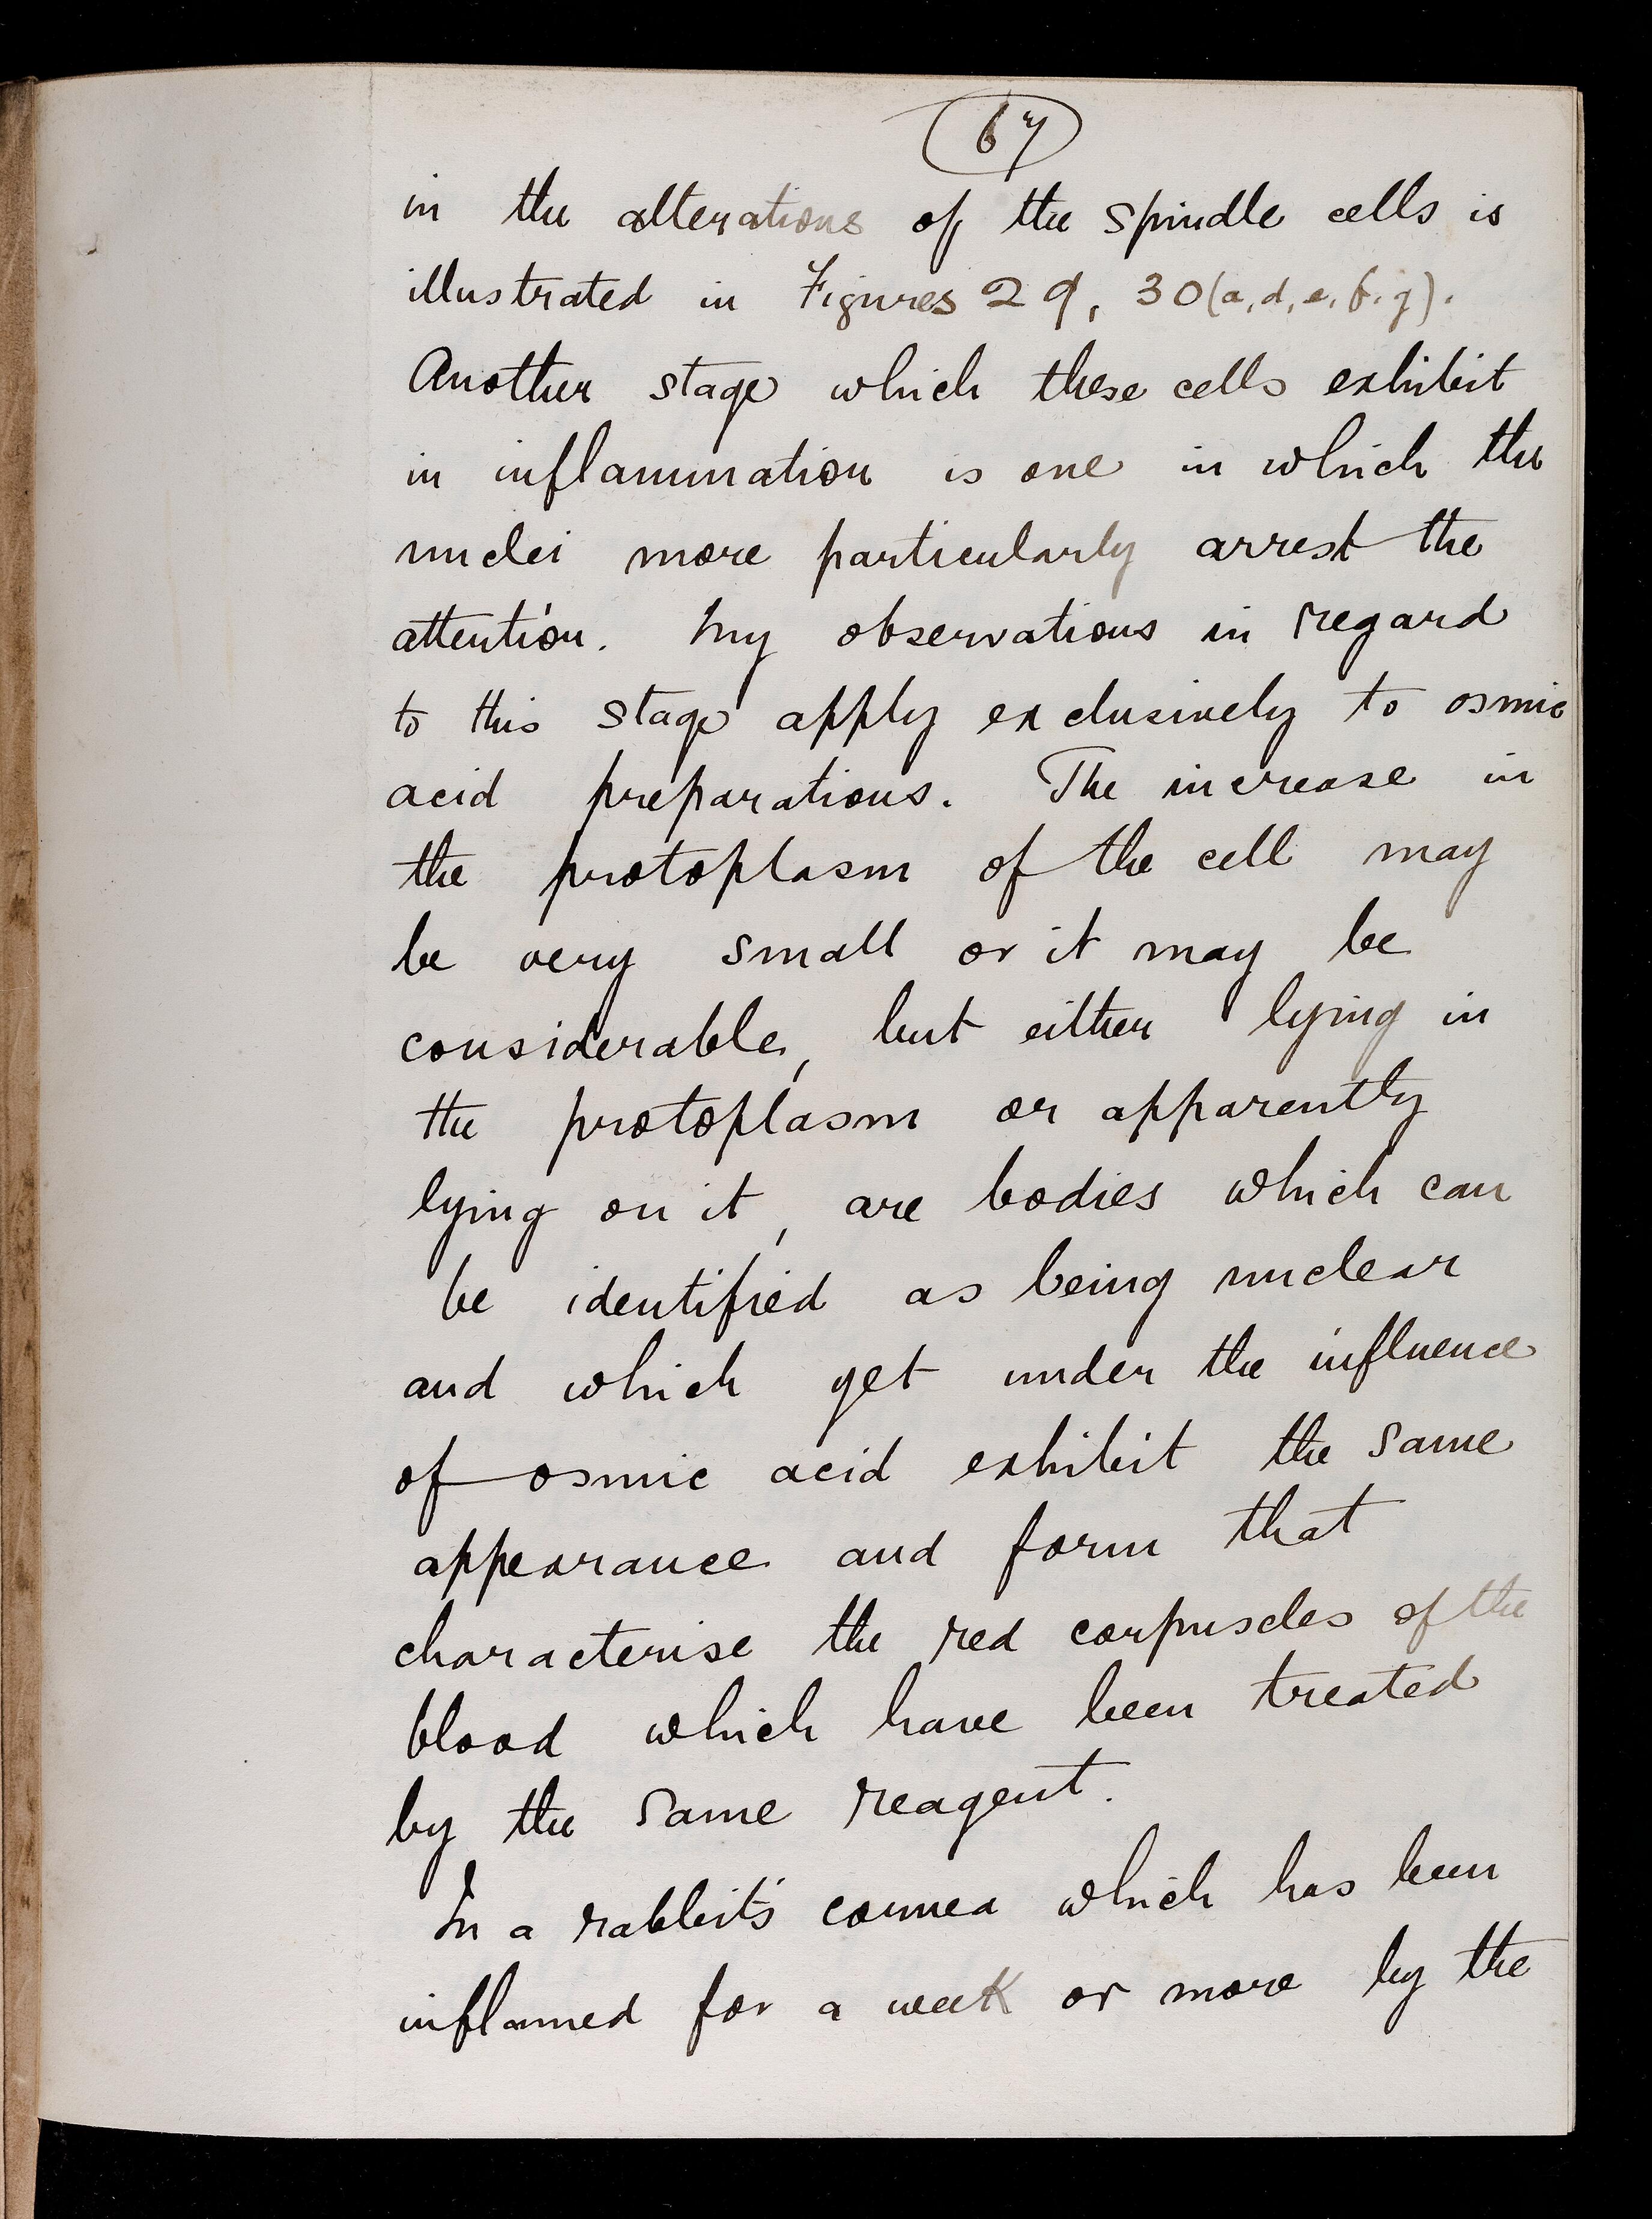 67
in the alterations of the spindle cells is
illustrated in Figures 29, 30(a,d,e,f,g).
Another stage which these cells exhibit
in inflammation is one in which the
nuclei more particularly arrest the
attention. My observations in regard
to this stage apply exclusively to osmic
acid preparations. The increase in
the protoplasm of the cell may
be very small or it may be
considerable, but either lying in
the protoplasm or apparently
lying on it, are bodies which can
be identified as being nuclear
and which yet under the influence
of osmic acid exhibit the same
appearance and form that
characterise the red corpuscles of the
blood which have been treated
by the same reagent.
In a rabbit's cornea which has been
inflamed for a week or more by the